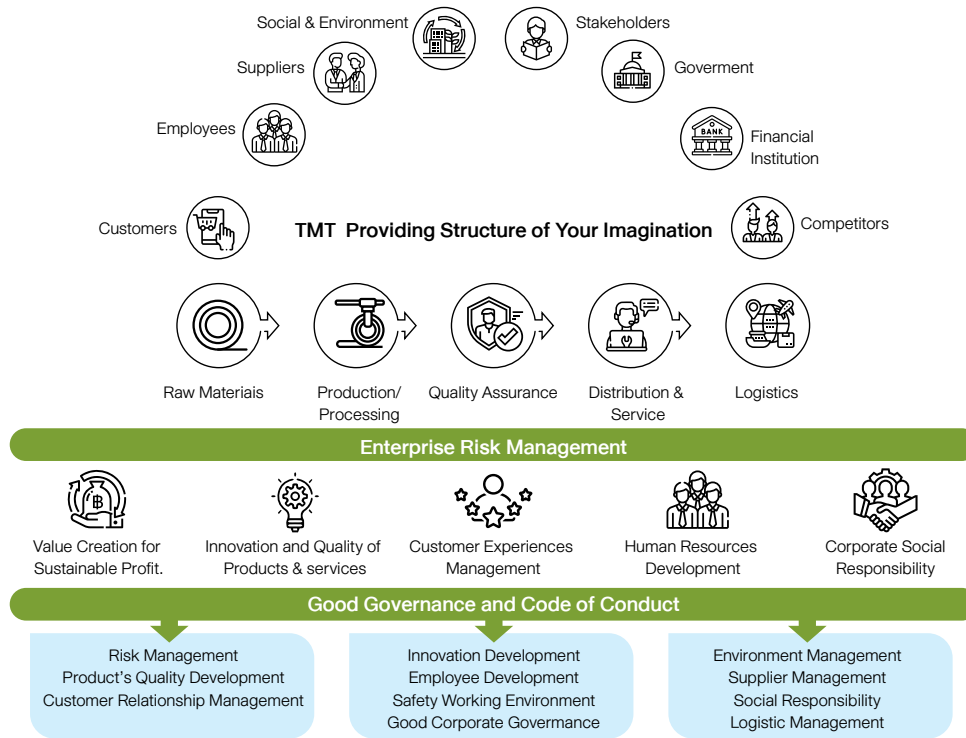 Social & Environment
Stakeholders
Suppliers
Goverment
Employees
BANK
Financial
Institution
Customers
TMT Providing Structure of Your Imagination
Competitors
Raw Materiais
Production/
Processing
Quality Assurance
Distribution &
Service
Logistics
Enterprise Risk Management
฿
Value Creation for
Sustainable Profit.
Innovation and Quality of
Products & services
Customer Experiences
Management
Human Resources
Development
Corporate Social
Responsibility
Good Governance and Code of Conduct
Risk Management
Product's Quality Development
Customer Relationship Management
Innovation Development
Employee Development
Safety Working Environment
Good Corporate Governance
Environment Management
Supplier Management
Social Responsibility
Logistic Management